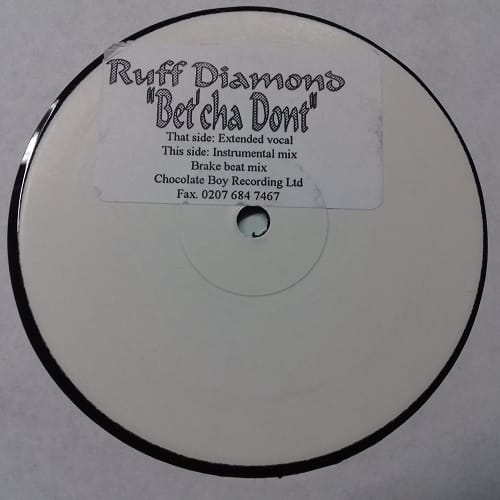 Ruff Diamond
"Bet'cha Dont"
That side: Extended vocal
This side: Instrumental mix
Brake beat mix
Chocolate Boy Recording Ltd
Fax. 0207 684 7467